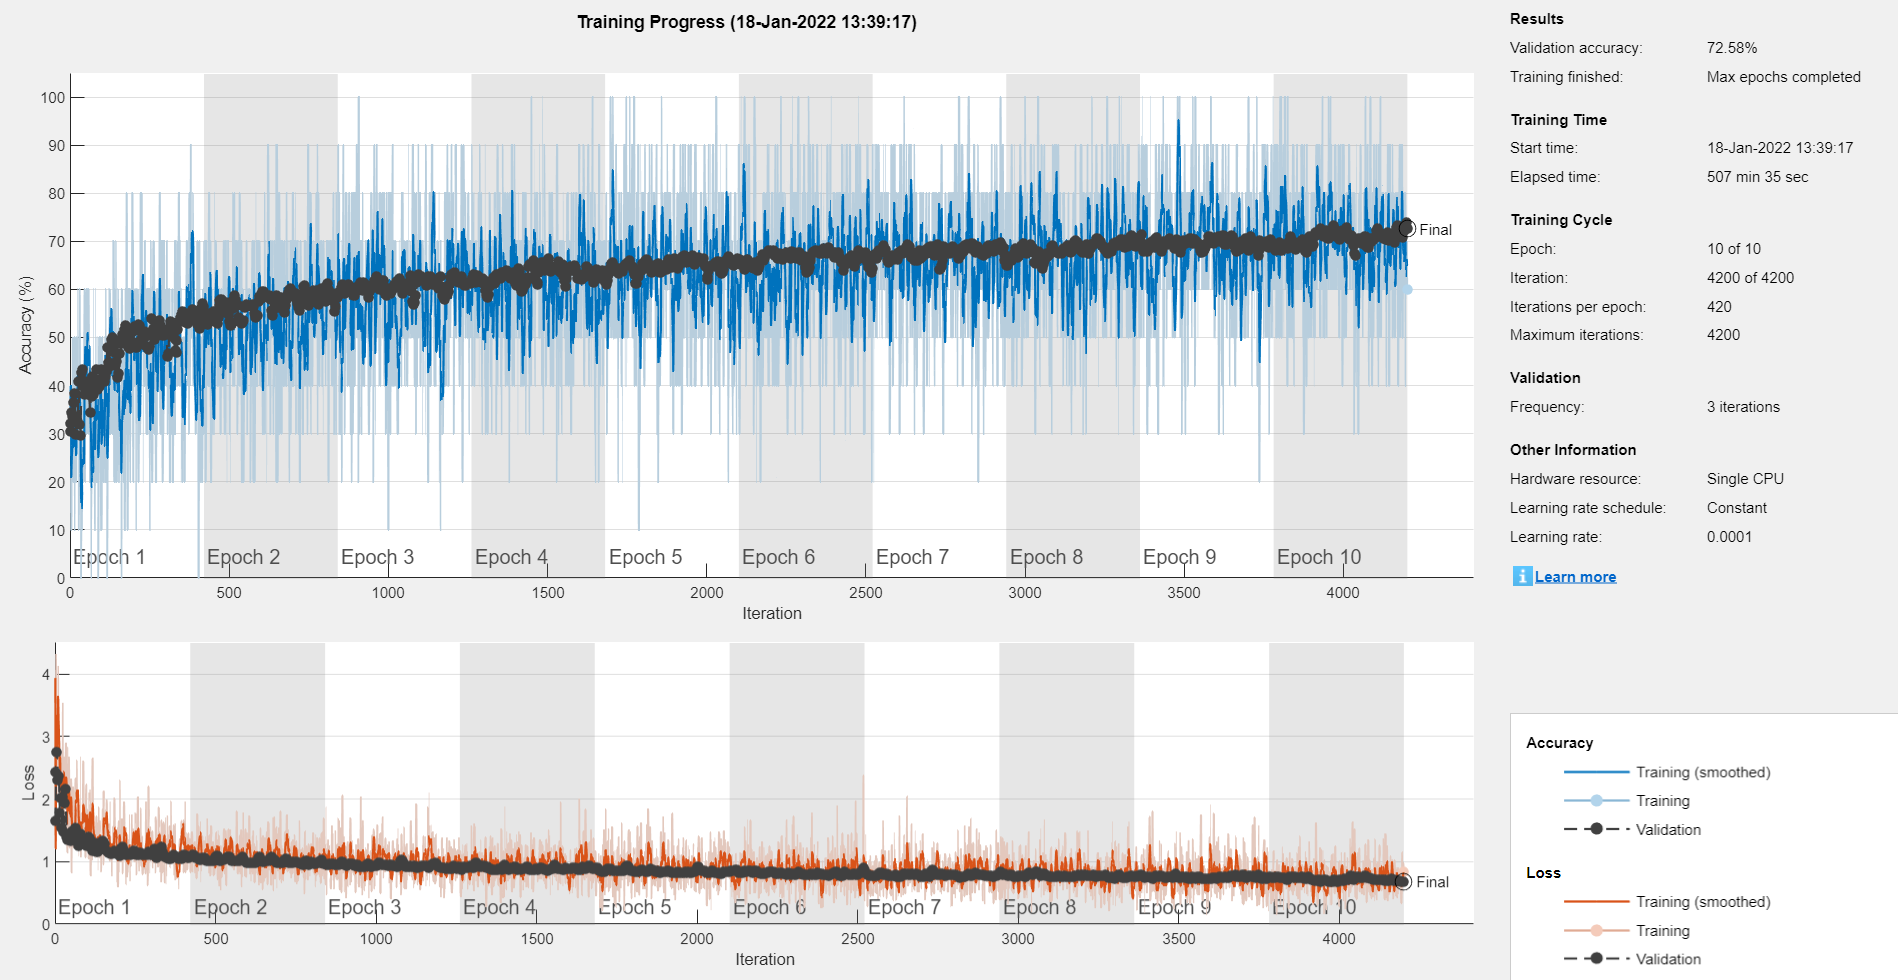 Training Progress (18-Jan-2022 13:39:17)
Accuracy (%)
100
90
80
70
60
50
40
30
20
10
0
Final
Epoch 1
Epoch 2
Epoch 3
Epoch 4
Epoch 5
Epoch 6
Epoch 7
Epoch 8
Epoch 9
Epoch 10
0
500
1000
1500
2000
2500
3000
3500
4000
Iteration
Loss
4
3
2
1
0
Final
Epoch 1
Epoch 2
Epoch 3
Epoch 4
Epoch 5
Epoch 6
Epoch 7
Epoch 8
Epoch 9
Epoch 10
0
500
1000
1500
2000
2500
3000
3500
4000
Iteration
Results
Validation accuracy: 72.58%
Training finished: Max epochs completed
Training Time
Start time: 18-Jan-2022 13:39:17
Elapsed time: 507 min 35 sec
Training Cycle
Epoch: 10 of 10
Iteration: 4200 of 4200
Iterations per epoch: 420
Maximum iterations: 4200
Validation
Frequency: 3 iterations
Other Information
Hardware resource: Single CPU
Learning rate schedule: Constant
Learning rate: 0.0001
i Learn more
Accuracy
Training (smoothed)
Training
Validation
Loss
Training (smoothed)
Training
Validation